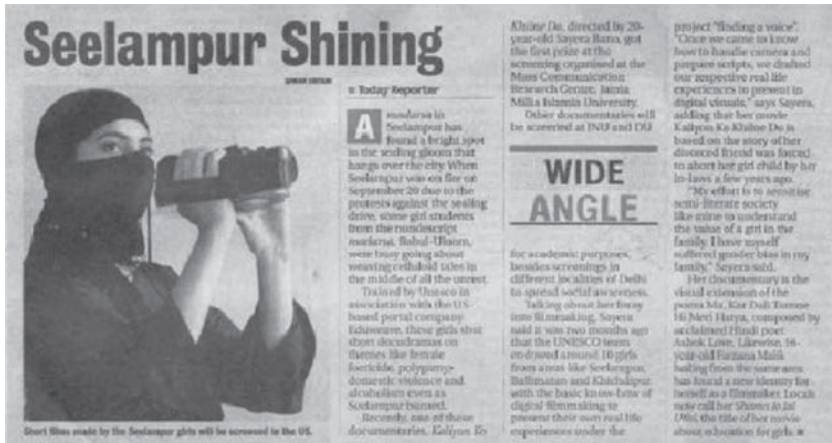 Seelampur Shining
Today Reporter
A madarsa in
Seelampur has
found a bright spot
in the sealing gloom that
hangs over the city. When
Seelampur was on fire on
September 20 due to the
protests against the sealing
drive, some girl students
from the nondescript
madarsa, Babul-Uloom,
were busy going about
weaving celluloid tales in
the middle of all the unrest.
Trained by Unesco in
association with the US-
based portal company
Eduweave, these girls shot
short docudramas on
themes like female
foeticide, polygamy,
domestic violence and
alcoholism even as
Seelampur burned.
Recently, one of these
documentaries, Kaliyon Ko
Short films made by the Seelampur girls will be screened in the US.
Khilne Do, directed by 20-
year-old Sayera Bano, got
the first prize at the
screening organised at the
Mass Communication
Research Centre, Jamia
Millia Islamia University.
Other documentaries will
be screened at JNU and DU
WIDE
ANGLE
for academic purposes,
besides screenings in
different localities of Delhi
to spread social awareness.
Talking about her foray
into filmmaking, Sayera
said it was two months ago
that the UNESCO team
endowed around 10 girls
from areas like Seelampur,
Ballimaran and Khichdipur
with the basic know-how of
digital filmmaking to
present their own real life
experiences under the
project "finding a voice".
"Once we came to know
how to handle camera and
prepare scripts, we drafted
our respective real life
experiences to present in
digital visuals," says Sayera,
adding that her movie
Kaliyon Ko Khilne Do is
based on the story of her
divorced friend was forced
to abort her girl child by her
in-laws a few years ago.
"My effort is to sensitise
semi-literate society
like mine to understand
the value of a girl in the
family. I have myself
suffered gender bias in my
family," Sayera said.
Her documentary is the
visual extension of the
poem Ma, Kar Dali Tumne
Hi Meri Hatya, composed by
acclaimed Hindi poet
Ashok Love. Likewise, 16-
year-old Farzana Malik
hailing from the same area
has found a new identity for
herself as a filmmaker. Locals
now call her Shama Jo Jal
Uthi, the title of her movie
about education for girls.